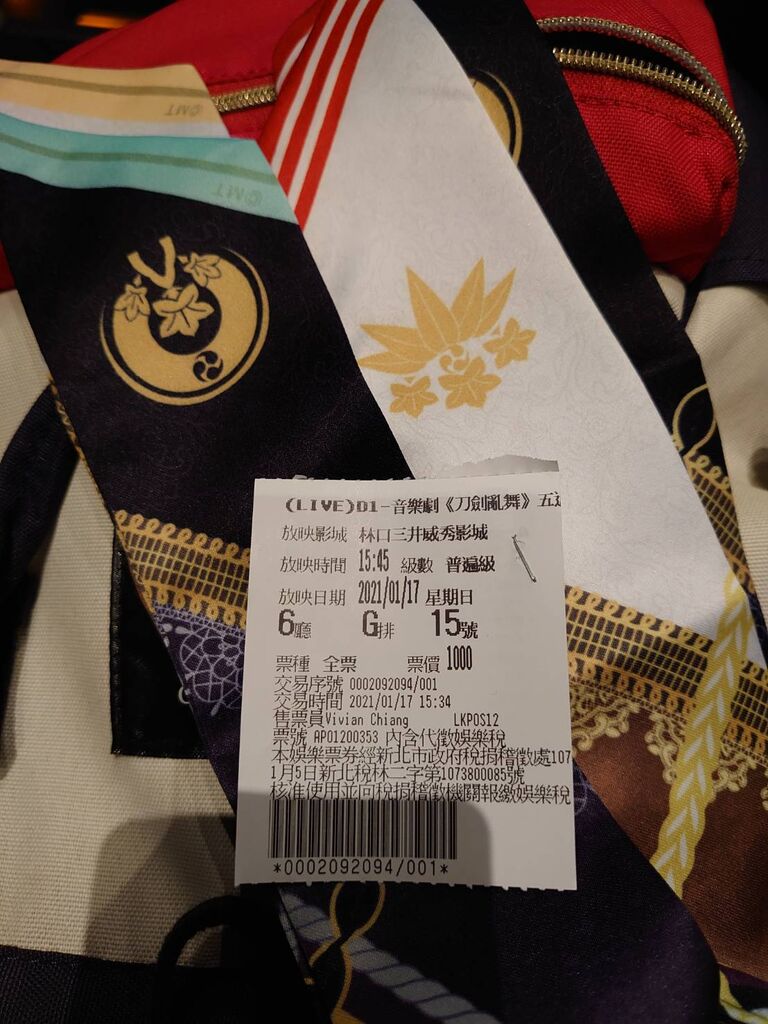 ©MT
©MT
(LIVE)D1-音樂劇《刀劍亂舞》五
放映影城 林口三井威秀影城
放映時間 15:45 級數 普遍級
放映日期 2021/01/17 星期日
6廳 G排 15號
票種 全票 票價 1000
交易序號 0002092094/001
交易時間 2021/01/17 15:34
售票員Vivian Chiang LKPOS12
票號 AP01200353 內含代徵娛樂稅
本娛樂票券經新北市政府稅捐稽徵處107
1月5日新北稅林二字第1073800085號
核准使用並向稅捐稽徵機關報繳娛樂稅
*0002092094/001*